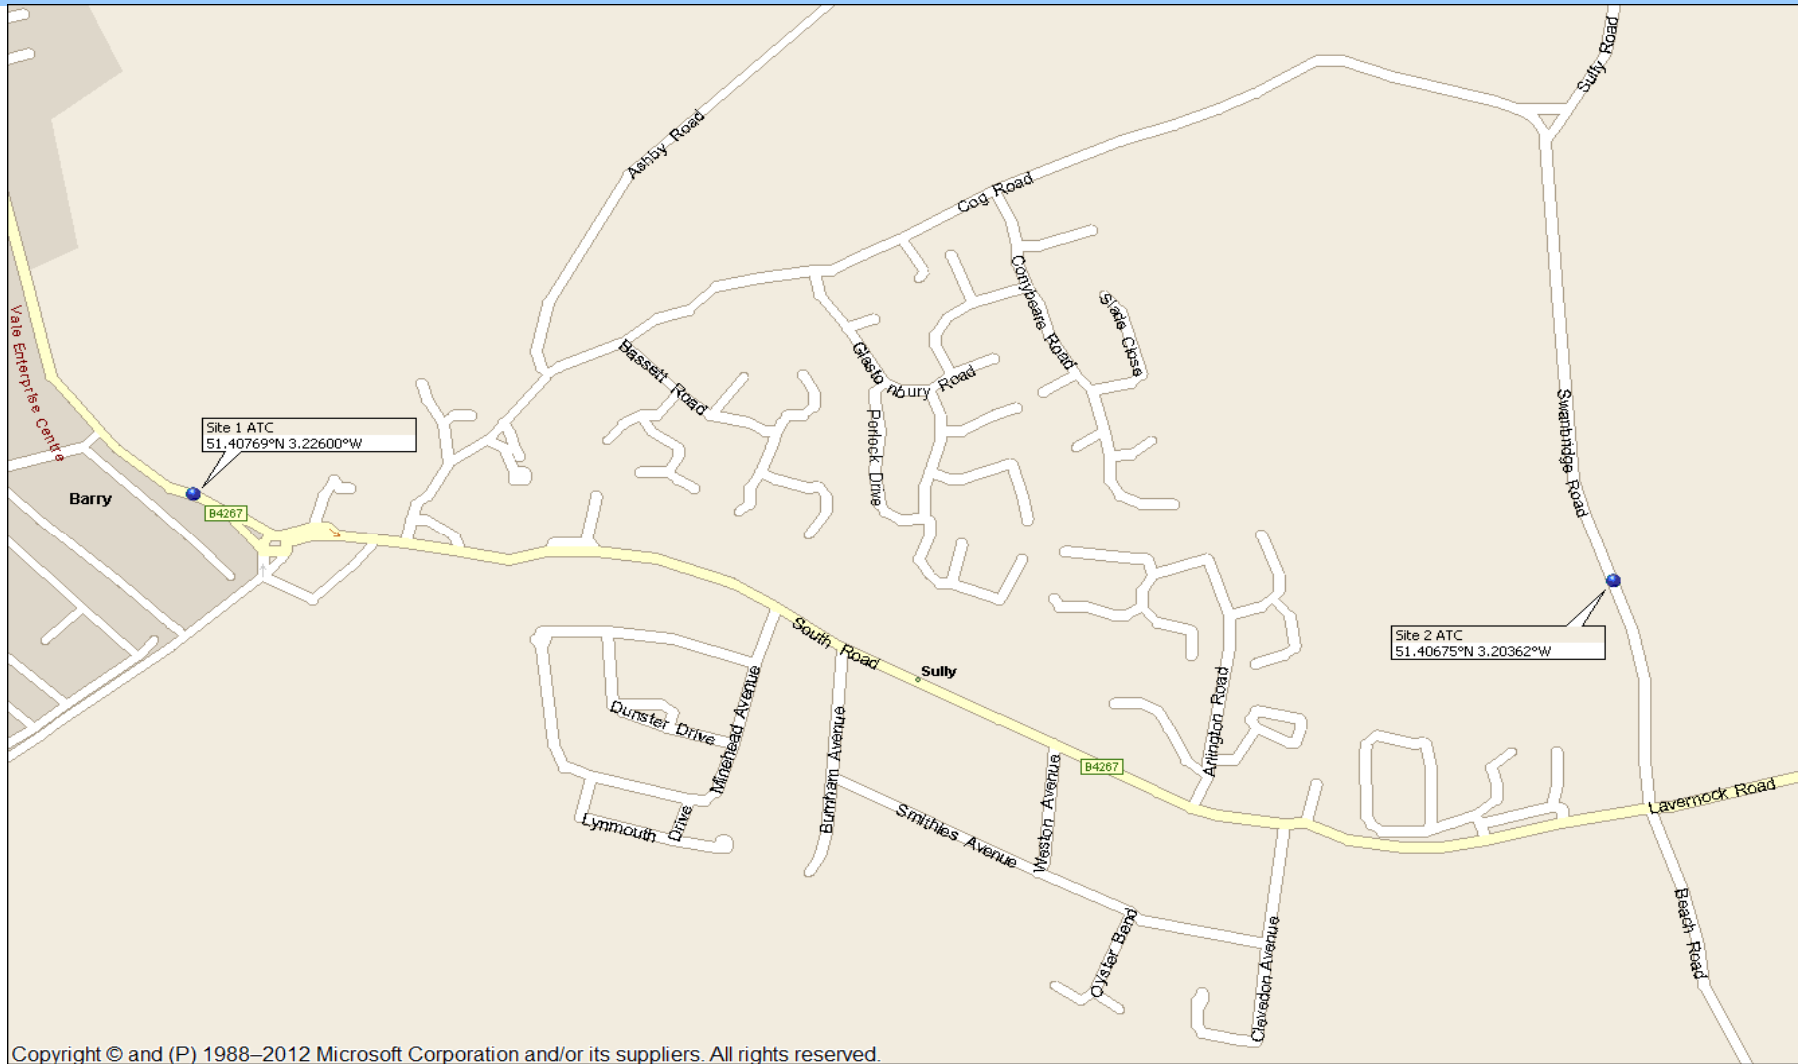 Sully Road
Ashby Road
Cog Road
Conybeare Road
Slade Close
Vale Enterprise Centre
Bassett Road
Glastonbury Road
Porlock Drive
Swanbridge Road
Site 1 ATC
51.40769°N 3.22600°W
Barry
B4267
Site 2 ATC
51.40675°N 3.20362°W
South Road
Sully
Minehead Avenue
Dunster Drive
Burnham Avenue
Arlington Road
B4267
Weston Avenue
Lavernock Road
Lynmouth Drive
Smithies Avenue
Beach Road
Oyster Bend
Clevedon Avenue
Copyright © and (P) 1988–2012 Microsoft Corporation and/or its suppliers. All rights reserved.